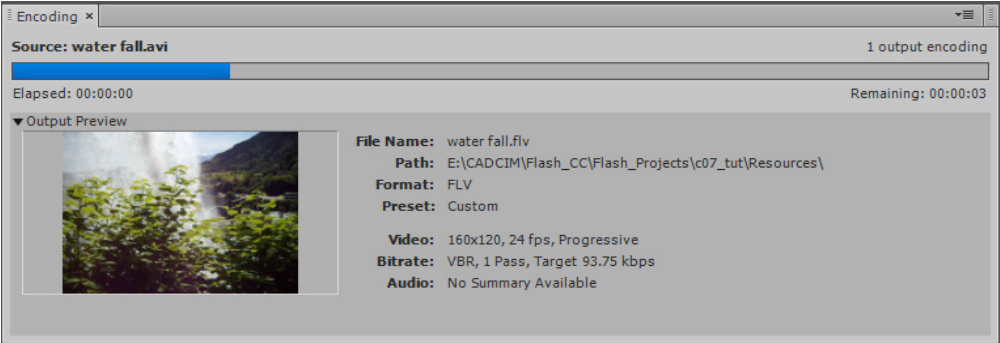 Encoding ×
Source: water fall.avi 1 output encoding
Elapsed: 00:00:00 Remaining: 00:00:03
Output Preview
File Name: water fall.flv
Path: E:\CADCIM\Flash_CC\Flash_Projects\c07_tut\Resources\
Format: FLV
Preset: Custom
Video: 160x120, 24 fps, Progressive
Bitrate: VBR, 1 Pass, Target 93.75 kbps
Audio: No Summary Available